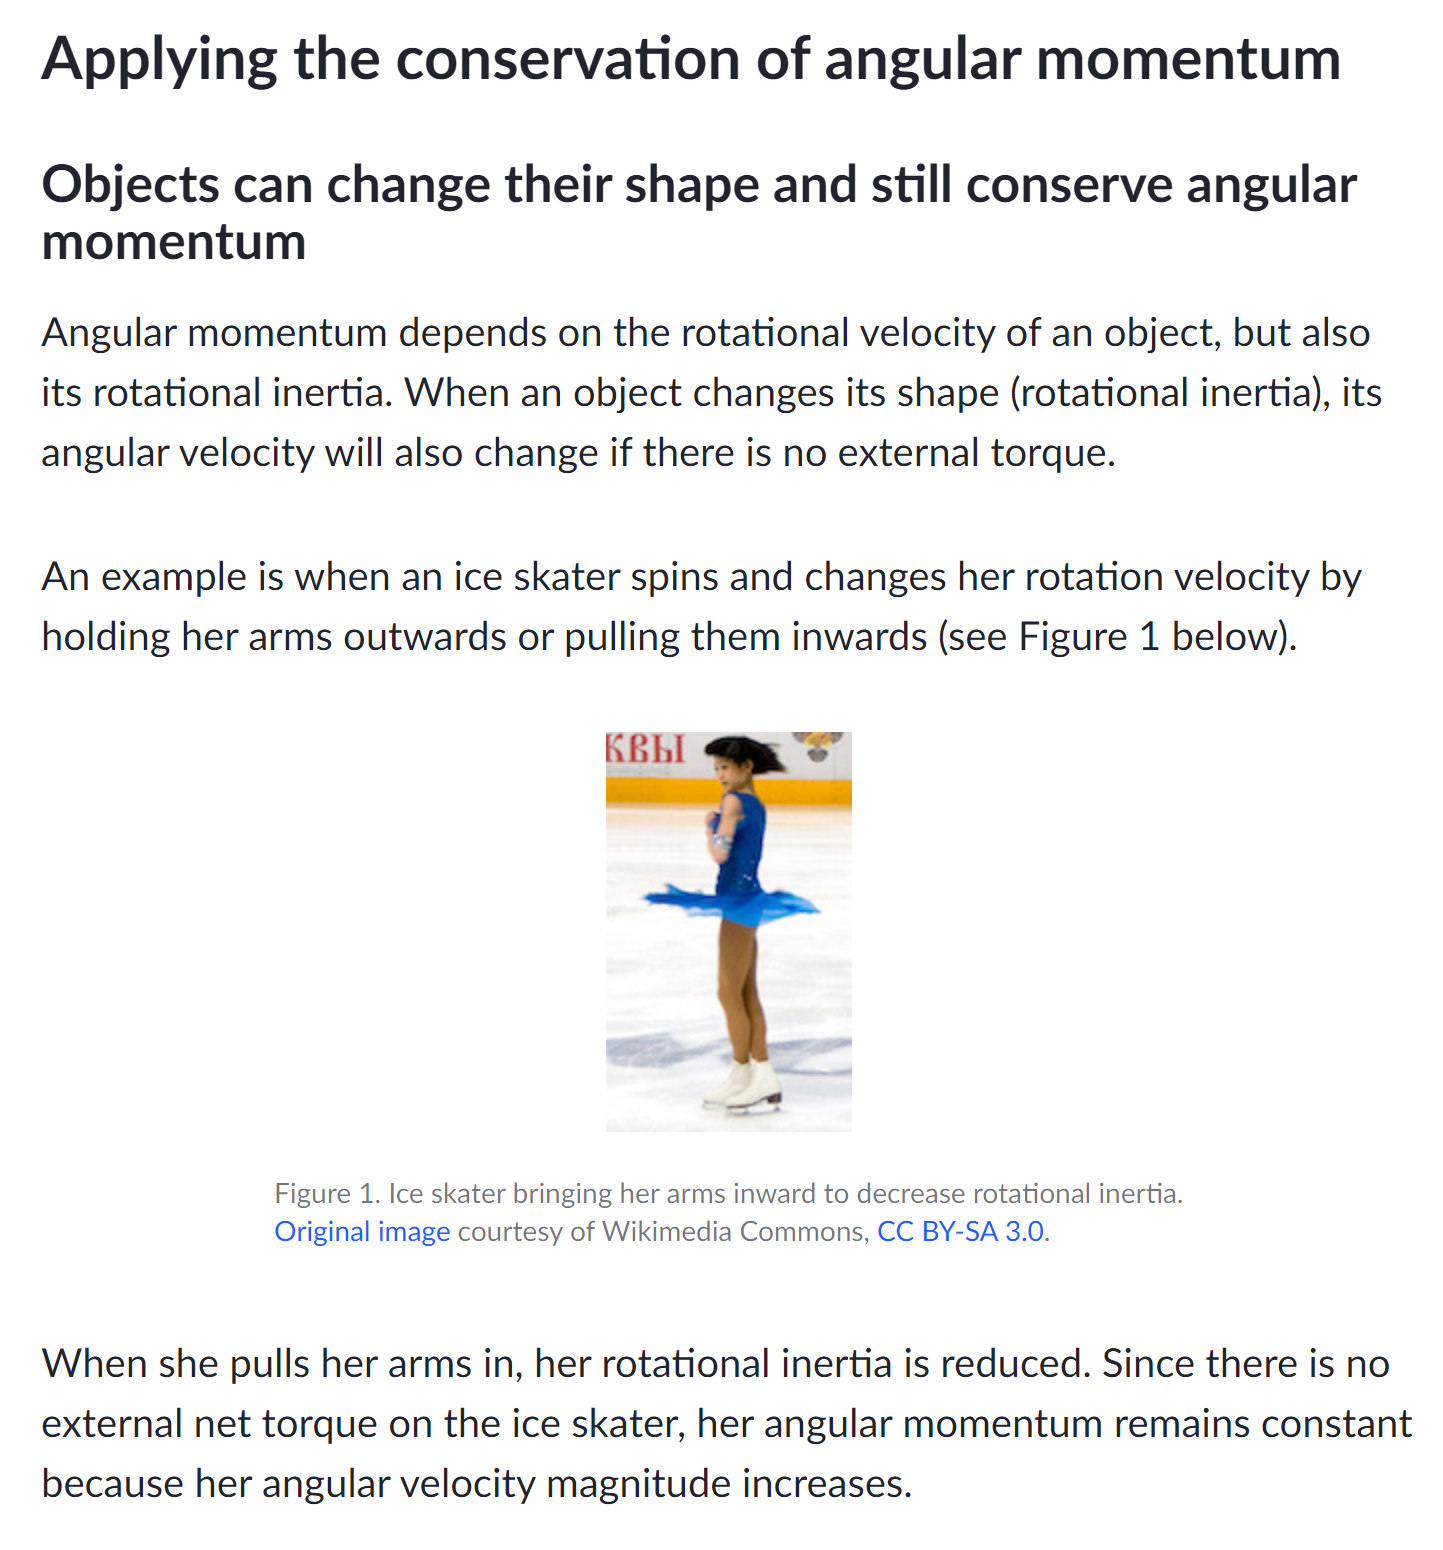 Applying the conservation of angular momentum
Objects can change their shape and still conserve angular
momentum
Angular momentum depends on the rotational velocity of an object, but also
its rotational inertia. When an object changes its shape (rotational inertia), its
angular velocity will also change if there is no external torque.
An example is when an ice skater spins and changes her rotation velocity by
holding her arms outwards or pulling them inwards (see Figure 1 below).
КВЫ
Figure 1. Ice skater bringing her arms inward to decrease rotational inertia.
Original image courtesy of Wikimedia Commons, CC BY-SA 3.0.
When she pulls her arms in, her rotational inertia is reduced. Since there is no
external net torque on the ice skater, her angular momentum remains constant
because her angular velocity magnitude increases.